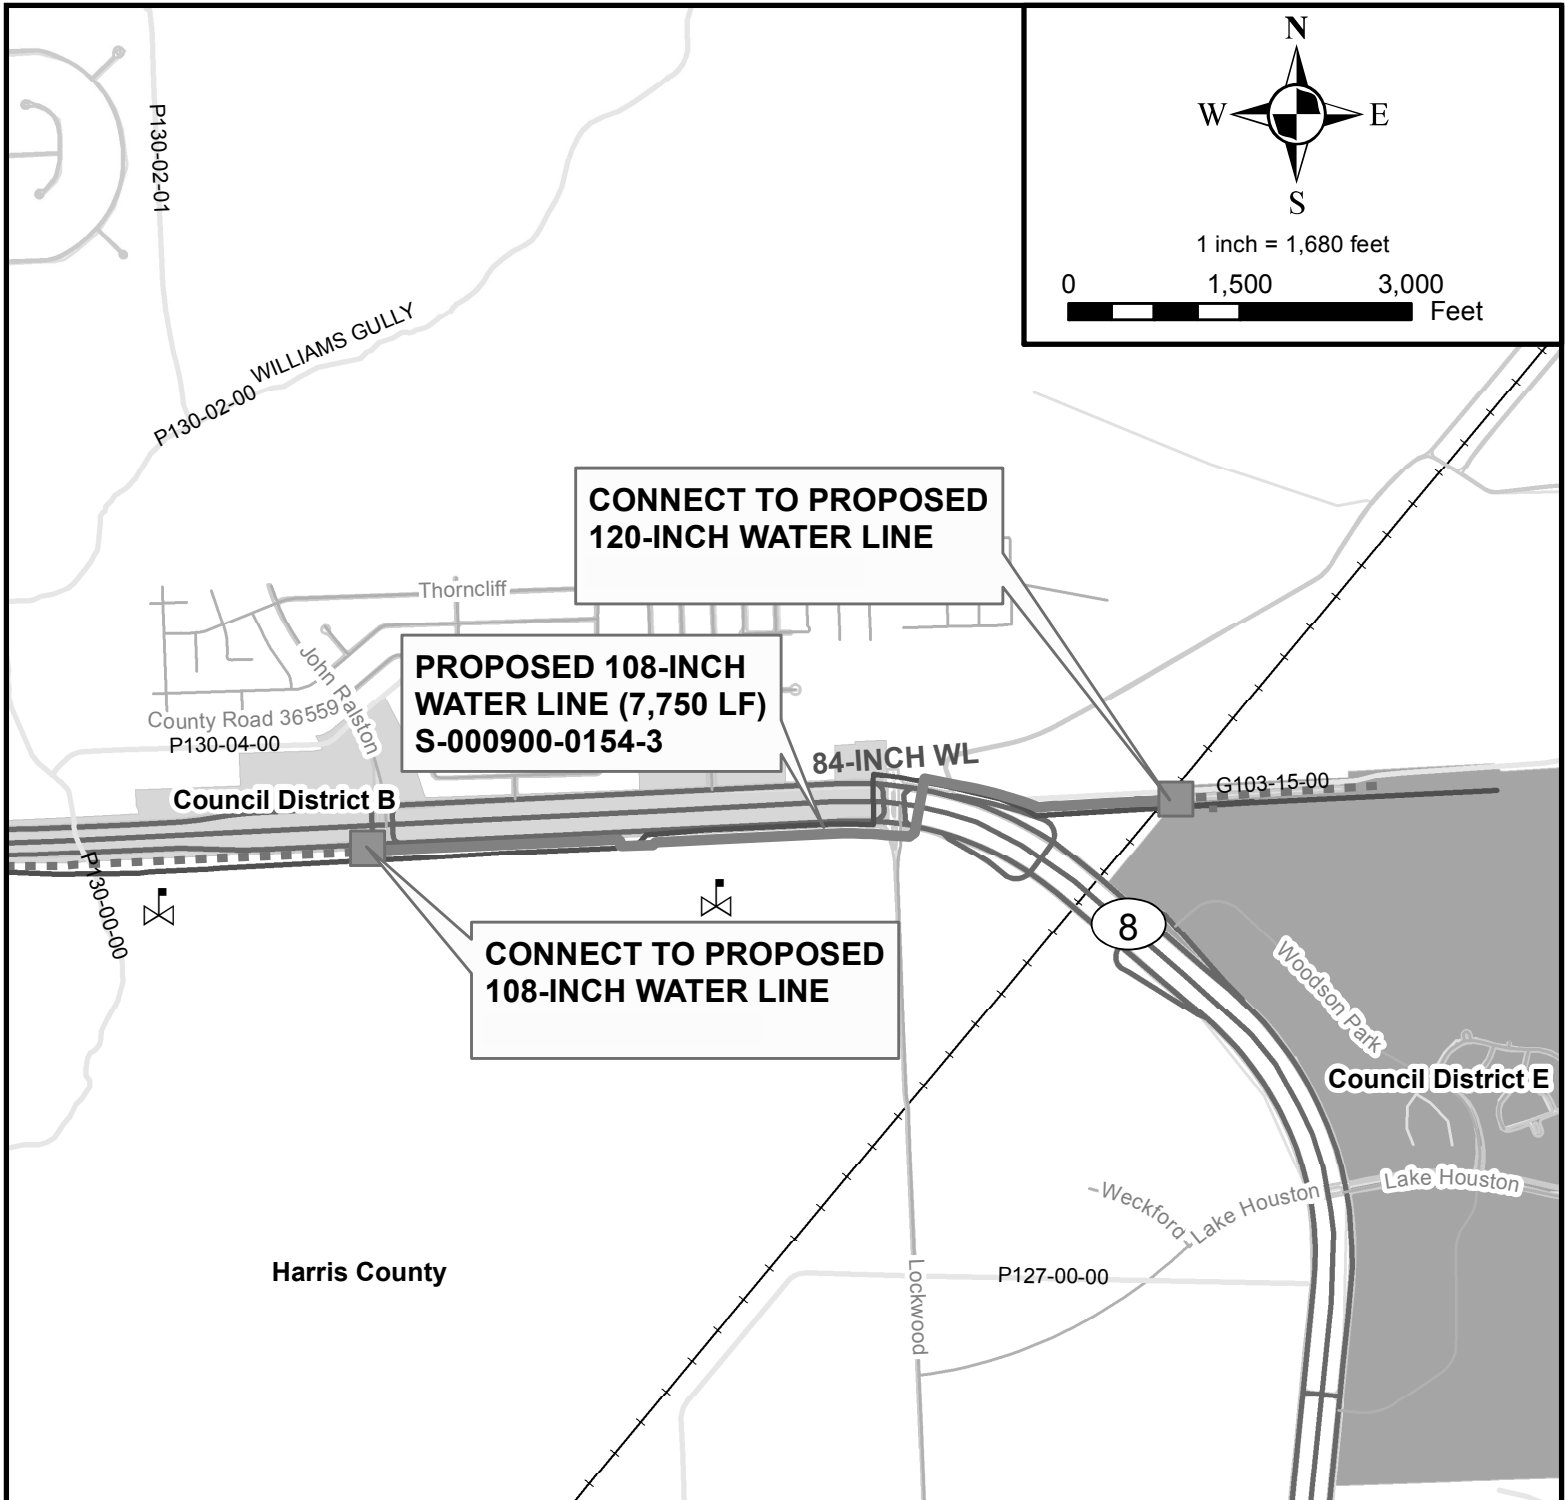 N
W E
S
1 inch = 1,680 feet
0 1,500 3,000
Feet
P130-02-01
WILLIAMS GULLY
P130-02-00
CONNECT TO PROPOSED
120-INCH WATER LINE
Thorncliff
PROPOSED 108-INCH
WATER LINE (7,750 LF)
S-000900-0154-3
John Ralston
County Road 36559
P130-04-00
84-INCH WL
G103-15-00
Council District B
P130-00-00
8
CONNECT TO PROPOSED
108-INCH WATER LINE
Woodson Park
Council District E
Lake Houston
Weckford
Lake Houston
Harris County
P127-00-00
Lockwood